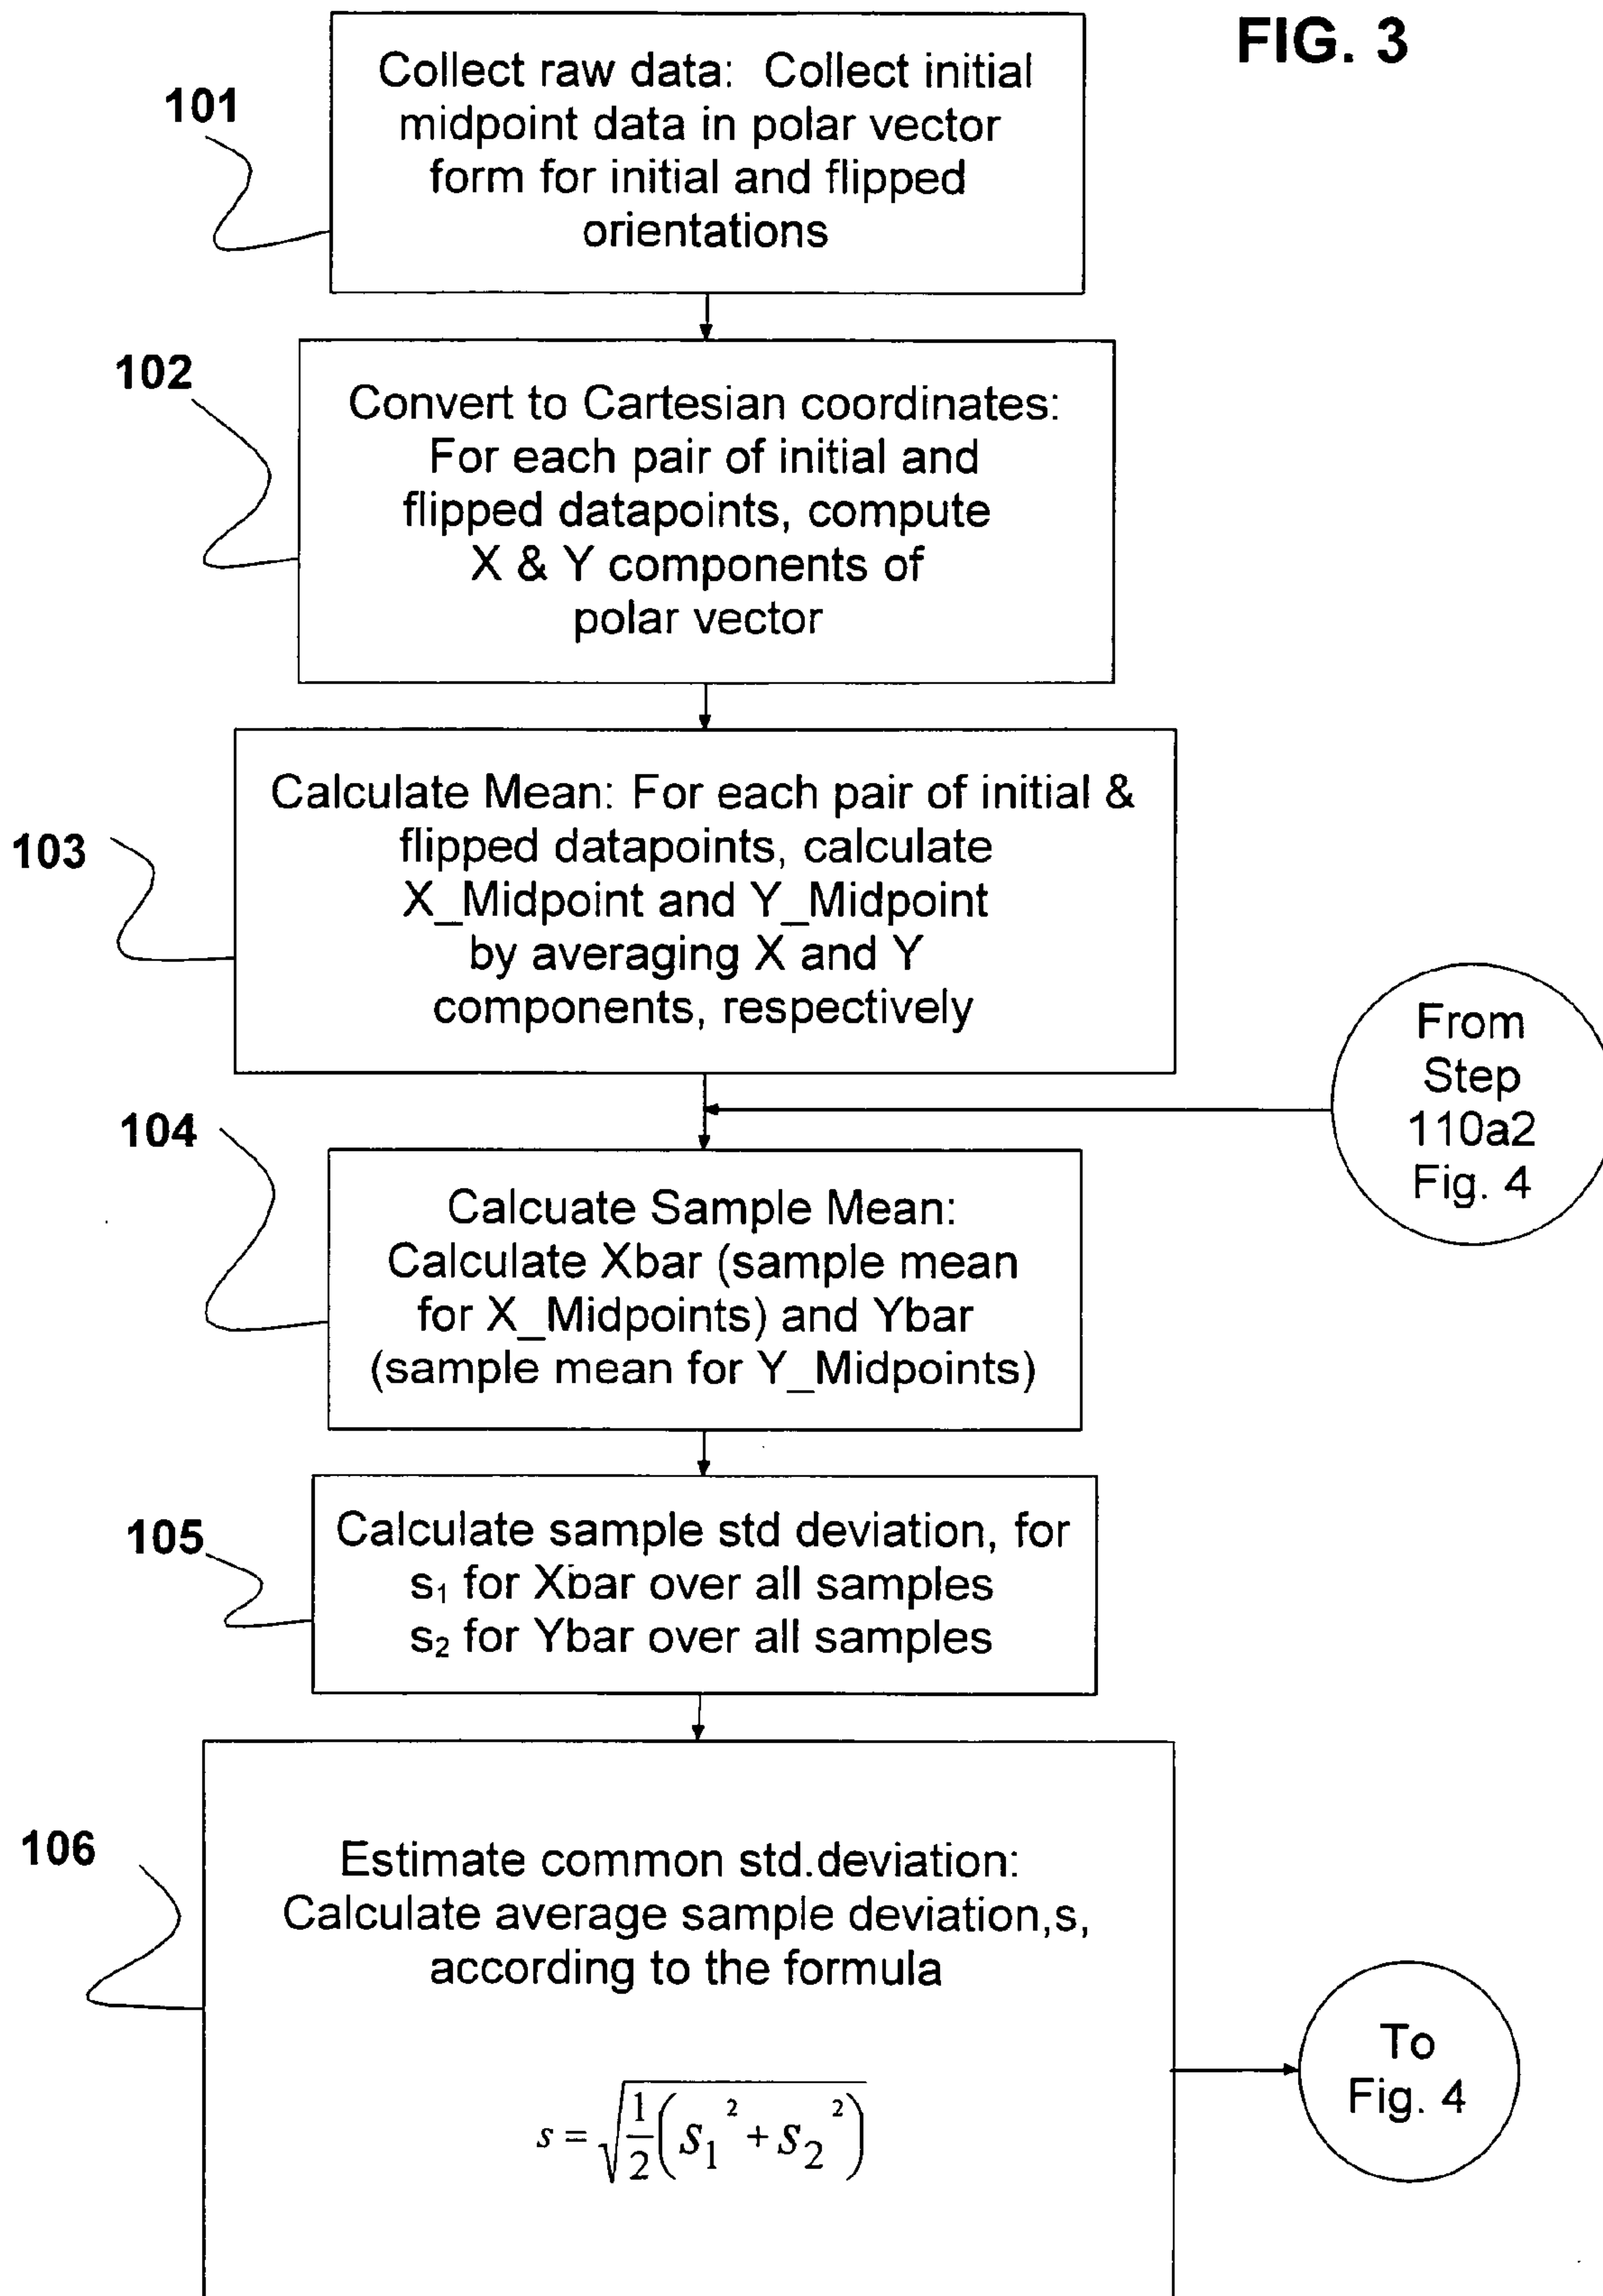 FIG. 3
101
Collect raw data: Collect initial
midpoint data in polar vector
form for initial and flipped
orientations
102
Convert to Cartesian coordinates:
For each pair of initial and
flipped datapoints, compute
X & Y components of
polar vector
103
Calculate Mean: For each pair of initial &
flipped datapoints, calculate
X_Midpoint and Y_Midpoint
by averaging X and Y
components, respectively
From
Step
110a2
Fig. 4
104
Calcuate Sample Mean:
Calculate Xbar (sample mean
for X_Midpoints) and Ybar
(sample mean for Y_Midpoints)
105
Calculate sample std deviation, for
s₁ for Xbar over all samples
s₂ for Ybar over all samples
106
Estimate common std.deviation:
Calculate average sample deviation,s,
according to the formula
s = √(1/2 (S₁² + S₂²))
To
Fig. 4